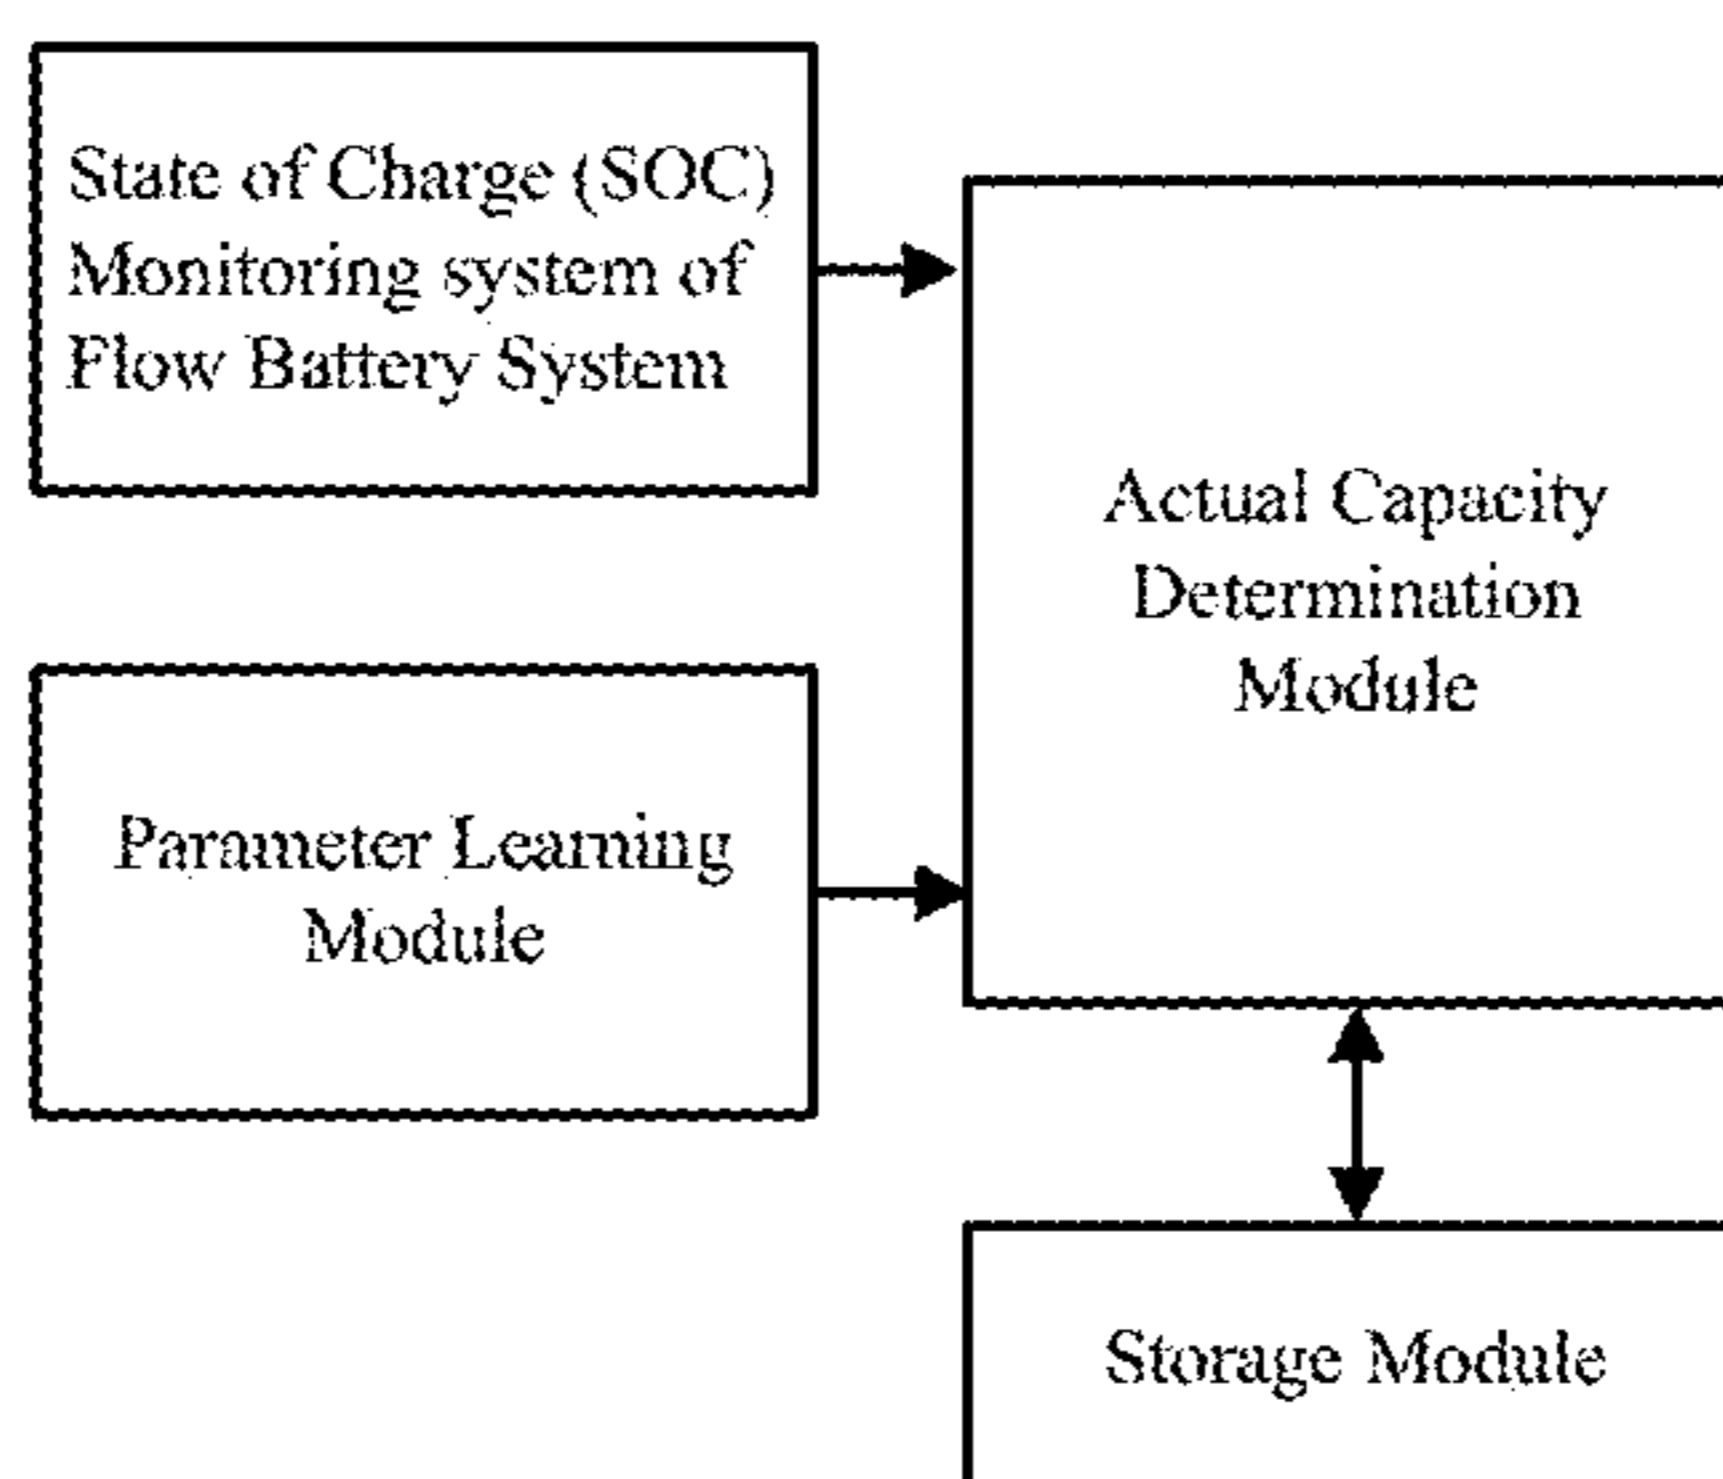 State of Charge (SOC)
Monitoring system of
Flow Battery System
Actual Capacity
Determination
Module
Parameter Learning
Module
Storage Module